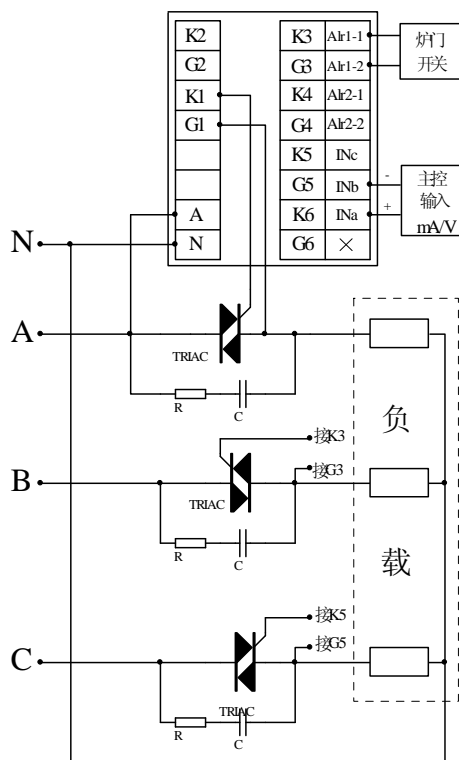 K2
G2
K1
G1
A
N
K3 Alr1-1
G3 Alr1-2
K4 Alr2-1
G4 Alr2-2
K5 INc
G5 INb
K6 INa
G6 ×
炉门
开关
-
+
主控
输入
mA/V
N
A
TRIAC
R
C
B
接K3
接G3
TRIAC
R
C
负
载
C
接K5
接G5
TRIAC
R
C